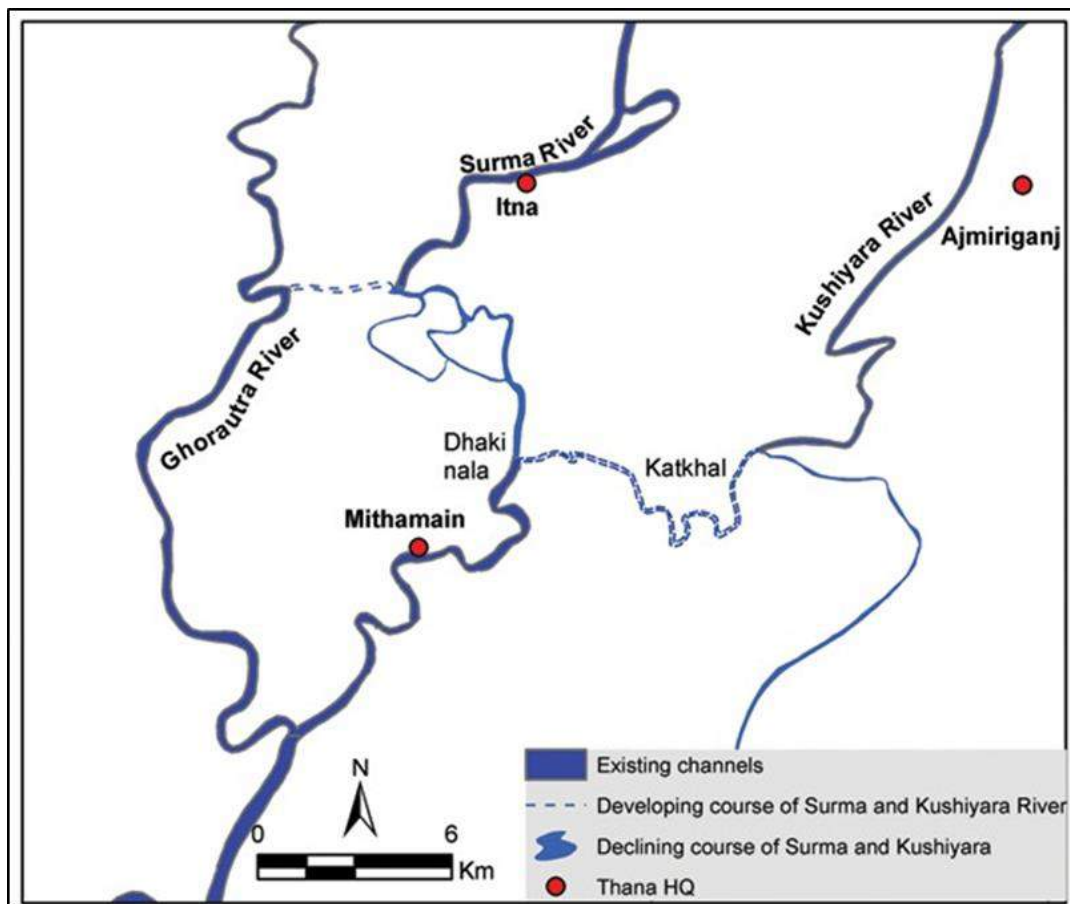 Surma River
Itna
Kushiyara River
Ajmiriganj
Ghorautra River
Dhaki
nala
Katkhal
Mithamain
N
0 6
Km
Existing channels
Developing course of Surma and Kushiyara River
Declining course of Surma and Kushiyara
Thana HQ